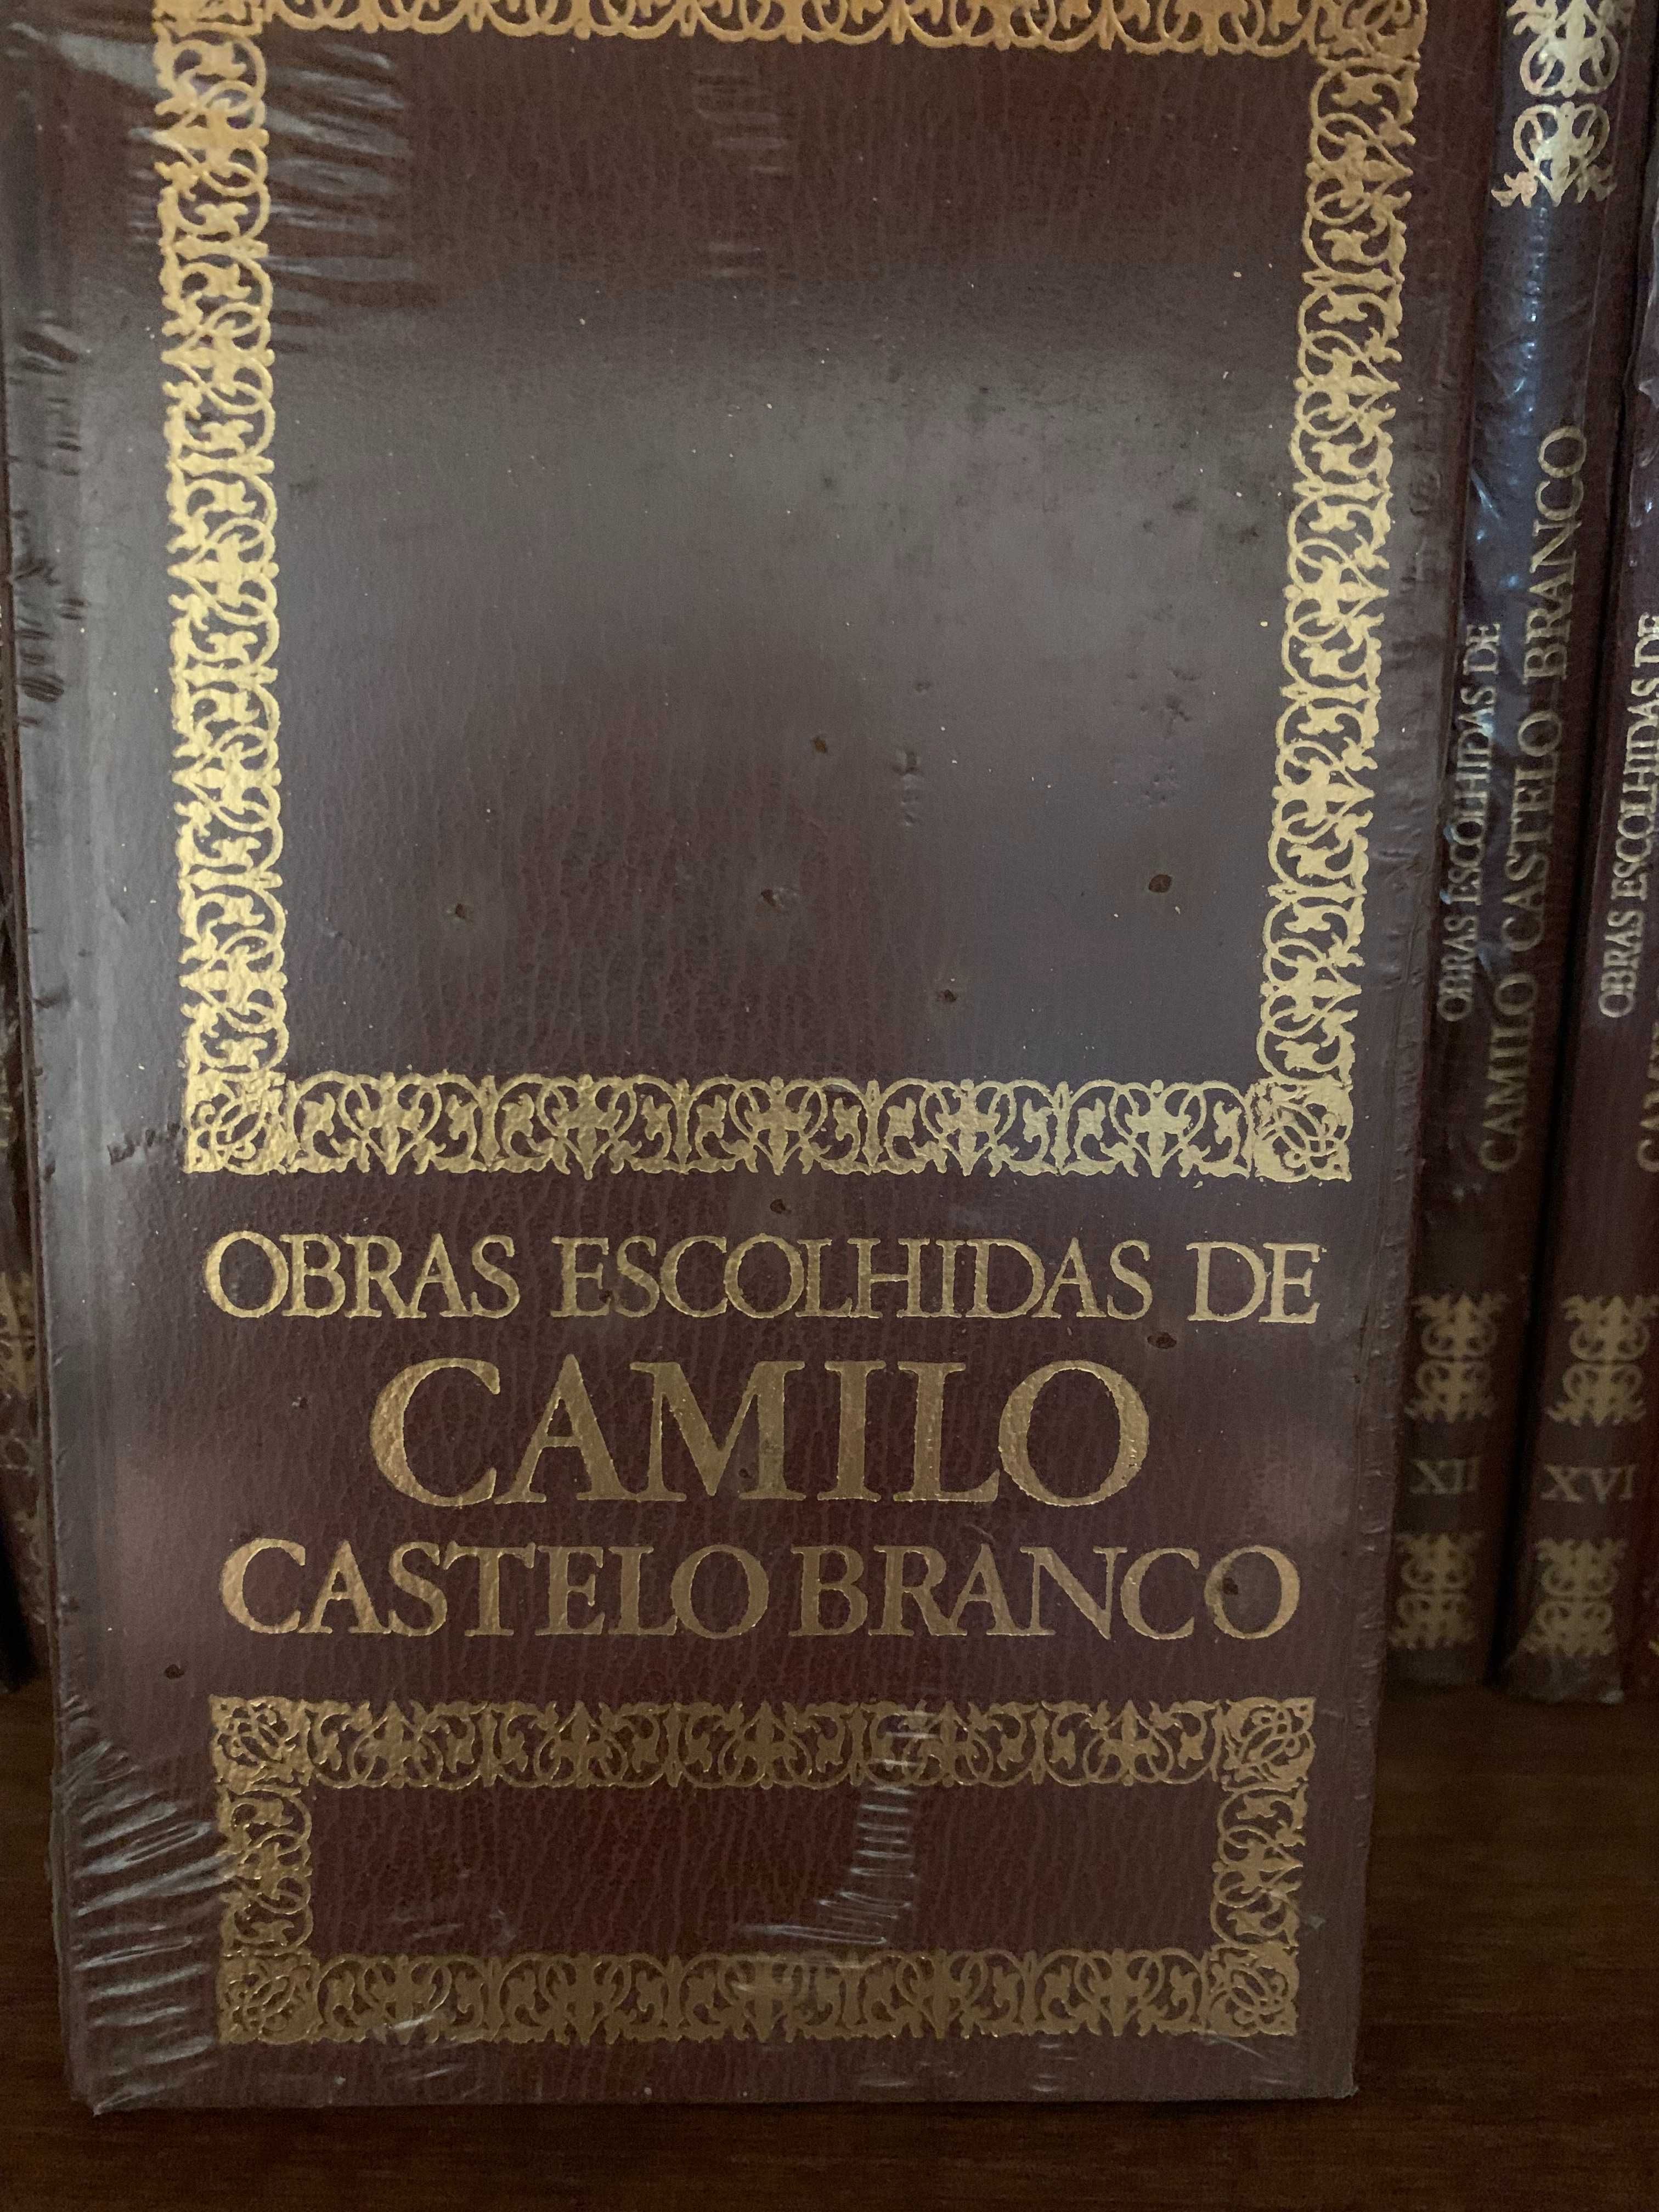 OBRAS ESCOLHIDAS DE
CAMILO
CASTELO BRANCO
OBRAS ESCOLHIDAS DE
CAMILO CASTELO BRANCO
XII
OBRAS ESCOLHIDAS DE
XVI